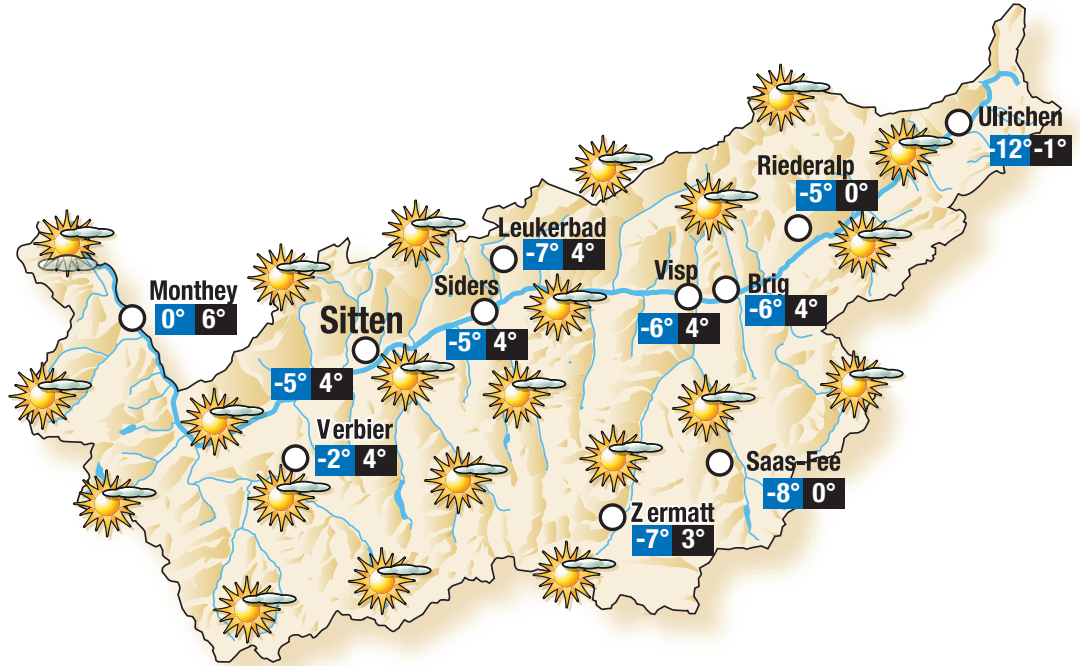 Ulrichen
-12° -1°
Riederalp
-5° 0°
Leukerbad
-7° 4°
Visp
-6° 4°
Brig
-6° 4°
Siders
-5° 4°
Monthey
0° 6°
Sitten
-5° 4°
Verbier
-2° 4°
Saas-Fee
-8° 0°
Zermatt
-7° 3°